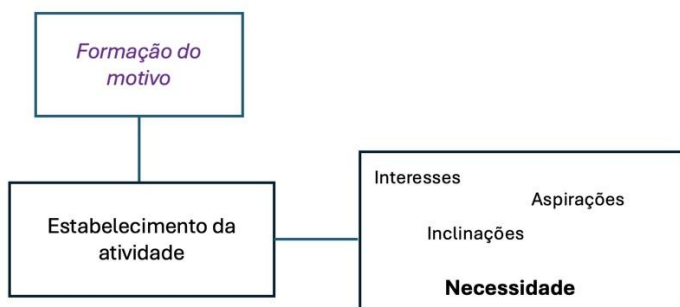 Formação do
motivo
Estabelecimento da
atividade
Interesses
Aspirações
Inclinações
Necessidade